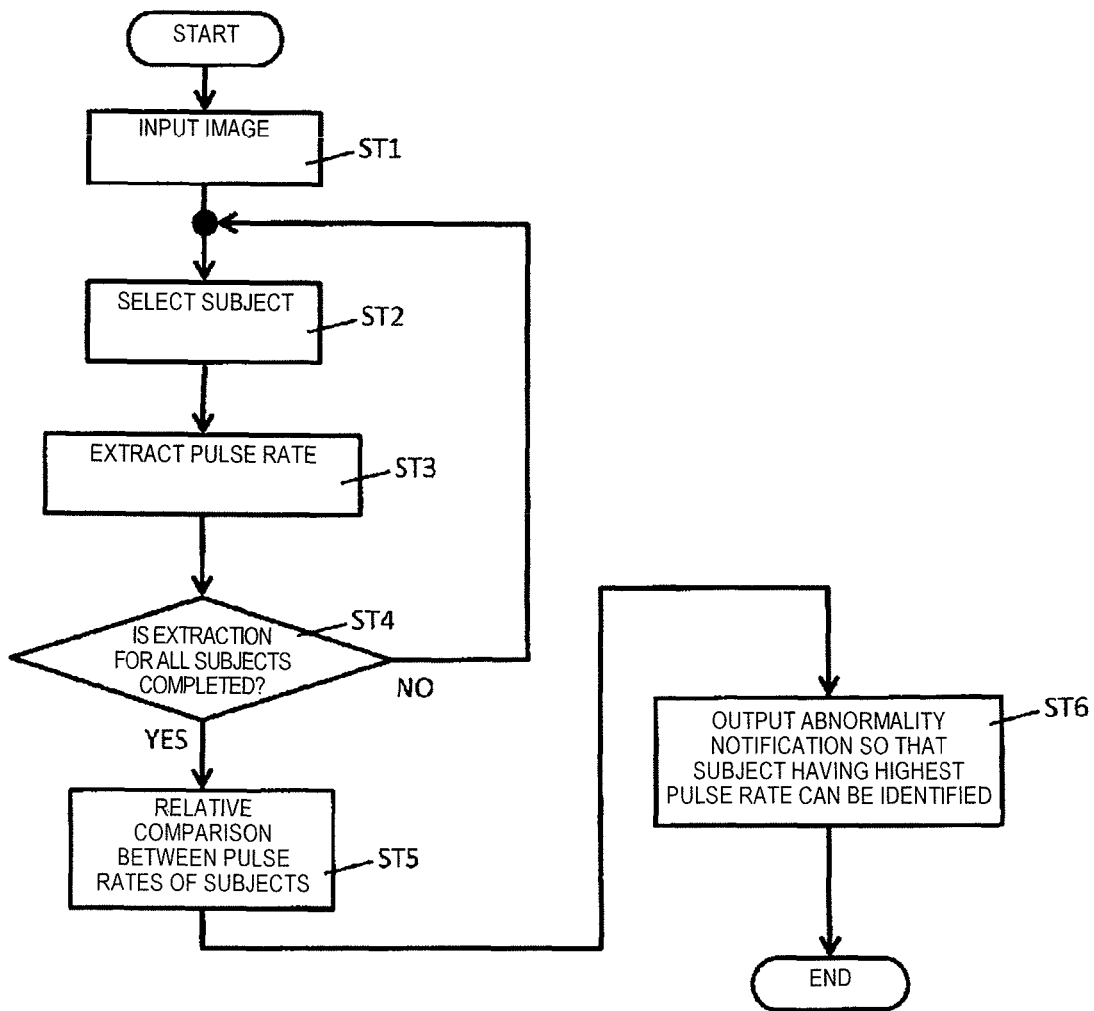 START
INPUT IMAGE
ST1
SELECT SUBJECT
ST2
EXTRACT PULSE RATE
ST3
ST4
IS EXTRACTION
FOR ALL SUBJECTS
COMPLETED?
NO
YES
RELATIVE
COMPARISON
BETWEEN PULSE
RATES OF SUBJECTS
ST5
OUTPUT ABNORMALITY
NOTIFICATION SO THAT
SUBJECT HAVING HIGHEST
PULSE RATE CAN BE IDENTIFIED
ST6
END